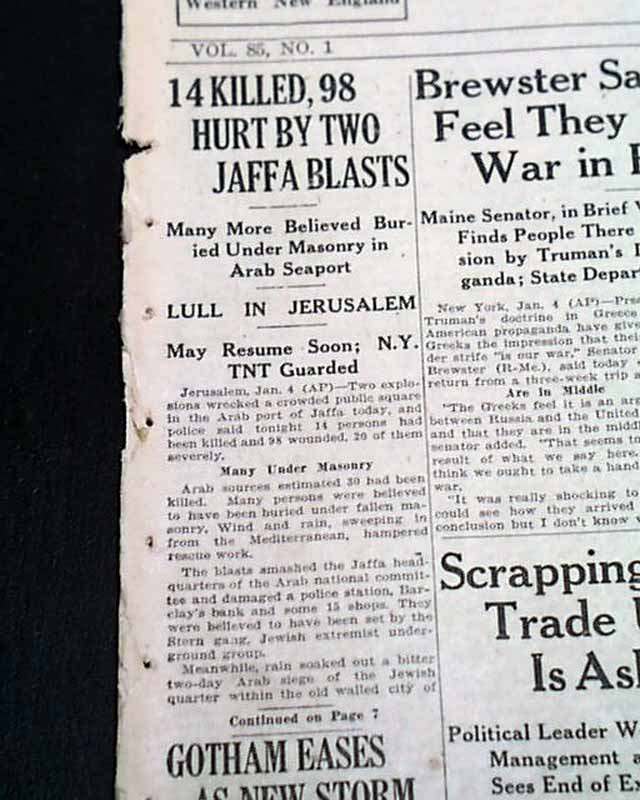 Western New England
VOL. 85, NO. 1
14 KILLED, 98
HURT BY TWO
JAFFA BLASTS
Many More Believed Bur-
ied Under Masonry in
Arab Seaport
LULL IN JERUSALEM
May Resume Soon; N.Y.
TNT Guarded
Jerusalem, Jan. 4 (AP)—Two explo-
sions wrecked a crowded public square
in the Arab port of Jaffa today, and
police said tonight 14 persons had
been killed and 98 wounded, 20 of them
severely.
Many Under Masonry
Arab sources estimated 30 had been
killed. Many persons were believed
to have been buried under fallen ma-
sonry. Wind and rain, sweeping in
from the Mediterranean, hampered
rescue work.
The blasts smashed the Jaffa head-
quarters of the Arab national commit-
tee and damaged a police station, Bar-
clay's bank and some 15 shops. They
were believed to have been set by the
Stern gang, Jewish extremist under-
ground group.
Meanwhile, rain soaked out a bitter
two-day Arab siege of the Jewish
quarter within the old walled city of
Continued on Page 7
GOTHAM EASES
AS NEW STORM
Brewster Sa
Feel They
War in
Maine Senator, in Brief
Finds People There
sion by Truman's
ganda; State Depar
New York, Jan. 4 (AP)—Pres
Truman's doctrine in Greece
American propaganda have give
Greeks the impression that thei
der strife "is our war," Senator
Brewster (R-Me.), said today
return from a three-week trip a
Are in Middle
"The Greeks feel it is an ar
between Russia and the United
and that they are in the middl
senator added. "That seems to
result of what we say here.
think we ought to take a hand
war.
"It was really shocking to
could see how they arrived
conclusion but I don't know
Scrapping
Trade
Is As
Political Leader W
Management a
Sees End of Ex